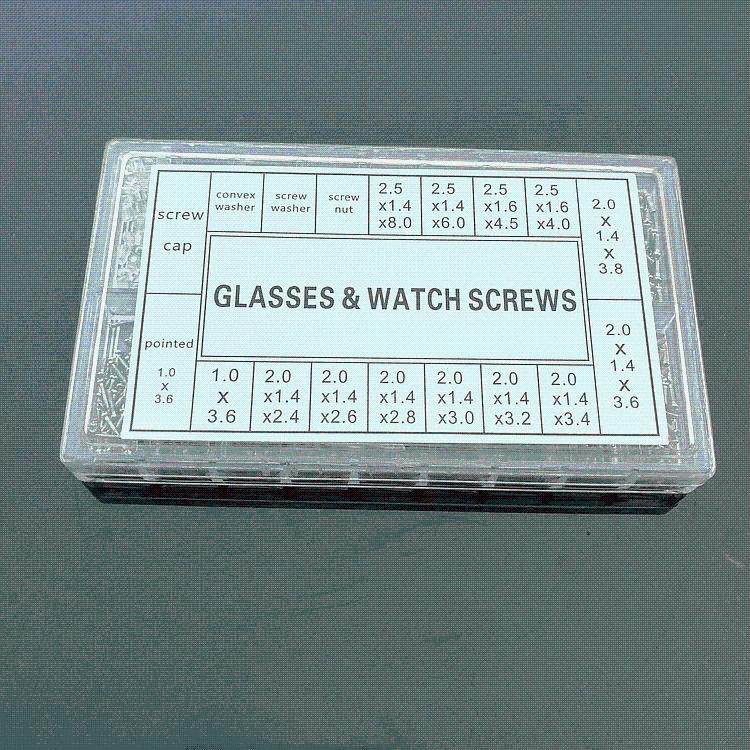 screw
cap
convex
washer
screw
washer
screw
nut
2.5
x1.4
x8.0
2.5
x1.4
x6.0
2.5
x1.6
x4.5
2.5
x1.6
x4.0
2.0
X
1.4
X
3.8
GLASSES & WATCH SCREWS
pointed
1.0
X
3.6
1.0
X
3.6
2.0
x1.4
x2.4
2.0
x1.4
x2.6
2.0
x1.4
x2.8
2.0
x1.4
x3.0
2.0
x1.4
x3.2
2.0
x1.4
x3.4
2.0
X
1.4
X
3.6